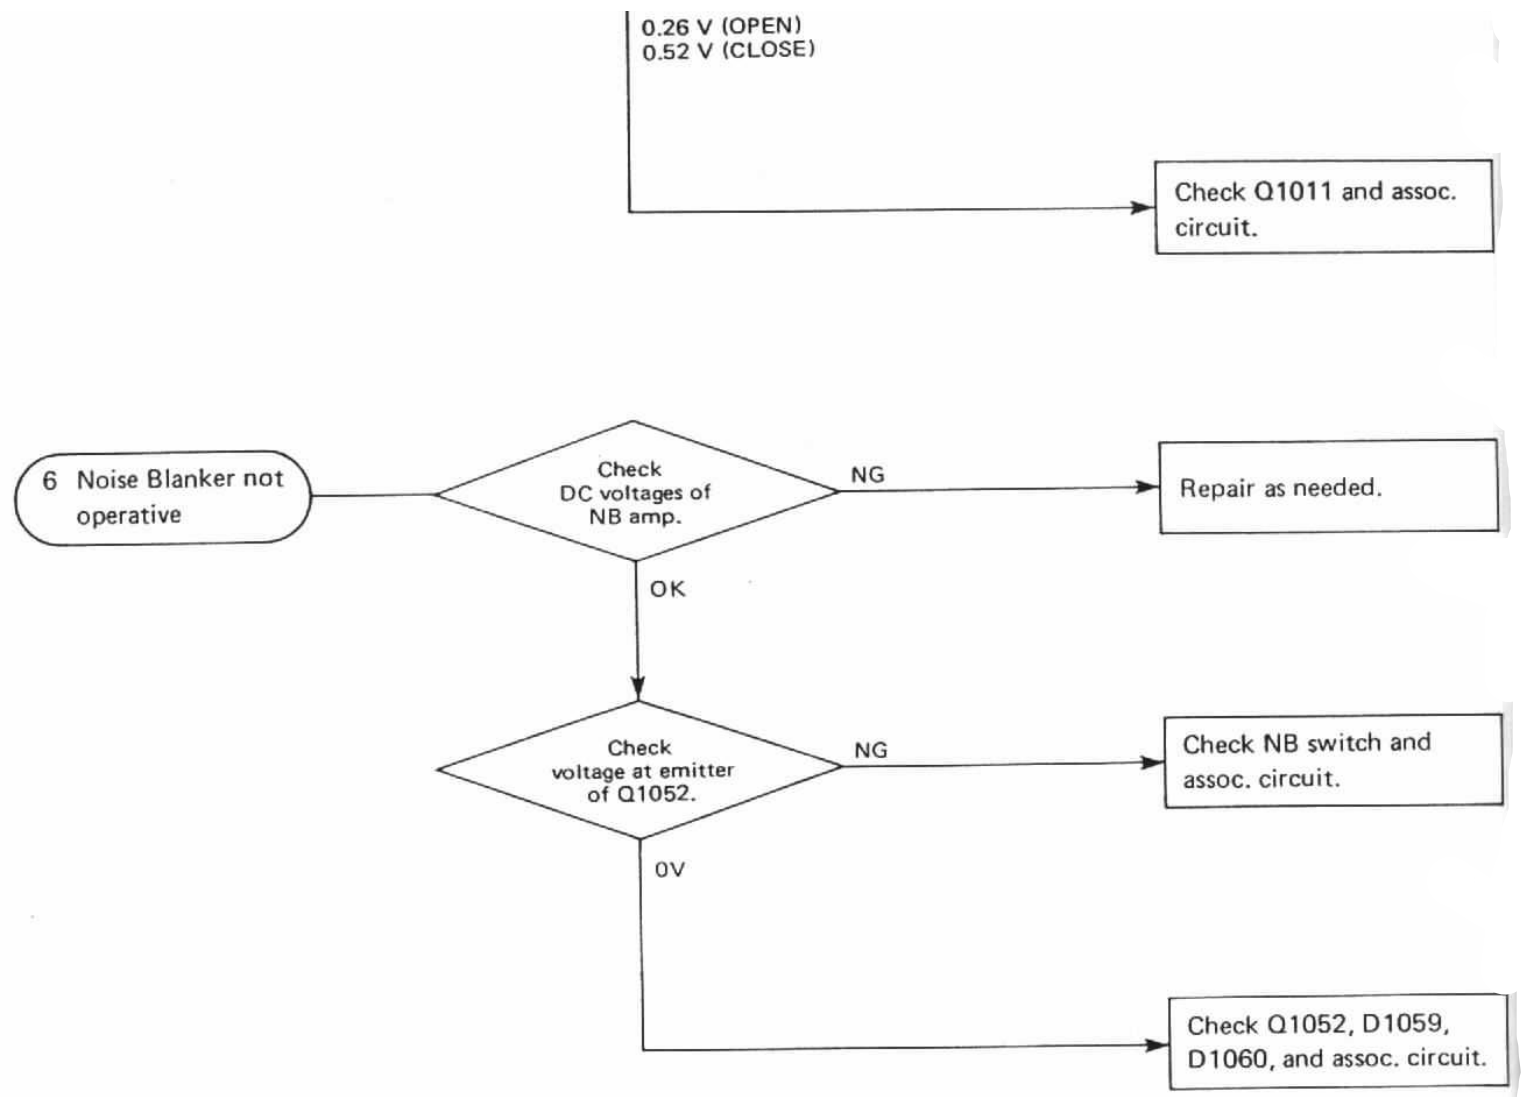 0.26 V (OPEN)
0.52 V (CLOSE)
Check Q1011 and assoc.
circuit.
6 Noise Blanker not
operative
Check
DC voltages of
NB amp.
NG
Repair as needed.
OK
Check
voltage at emitter
of Q1052.
NG
Check NB switch and
assoc. circuit.
0V
Check Q1052, D1059,
D1060, and assoc. circuit.